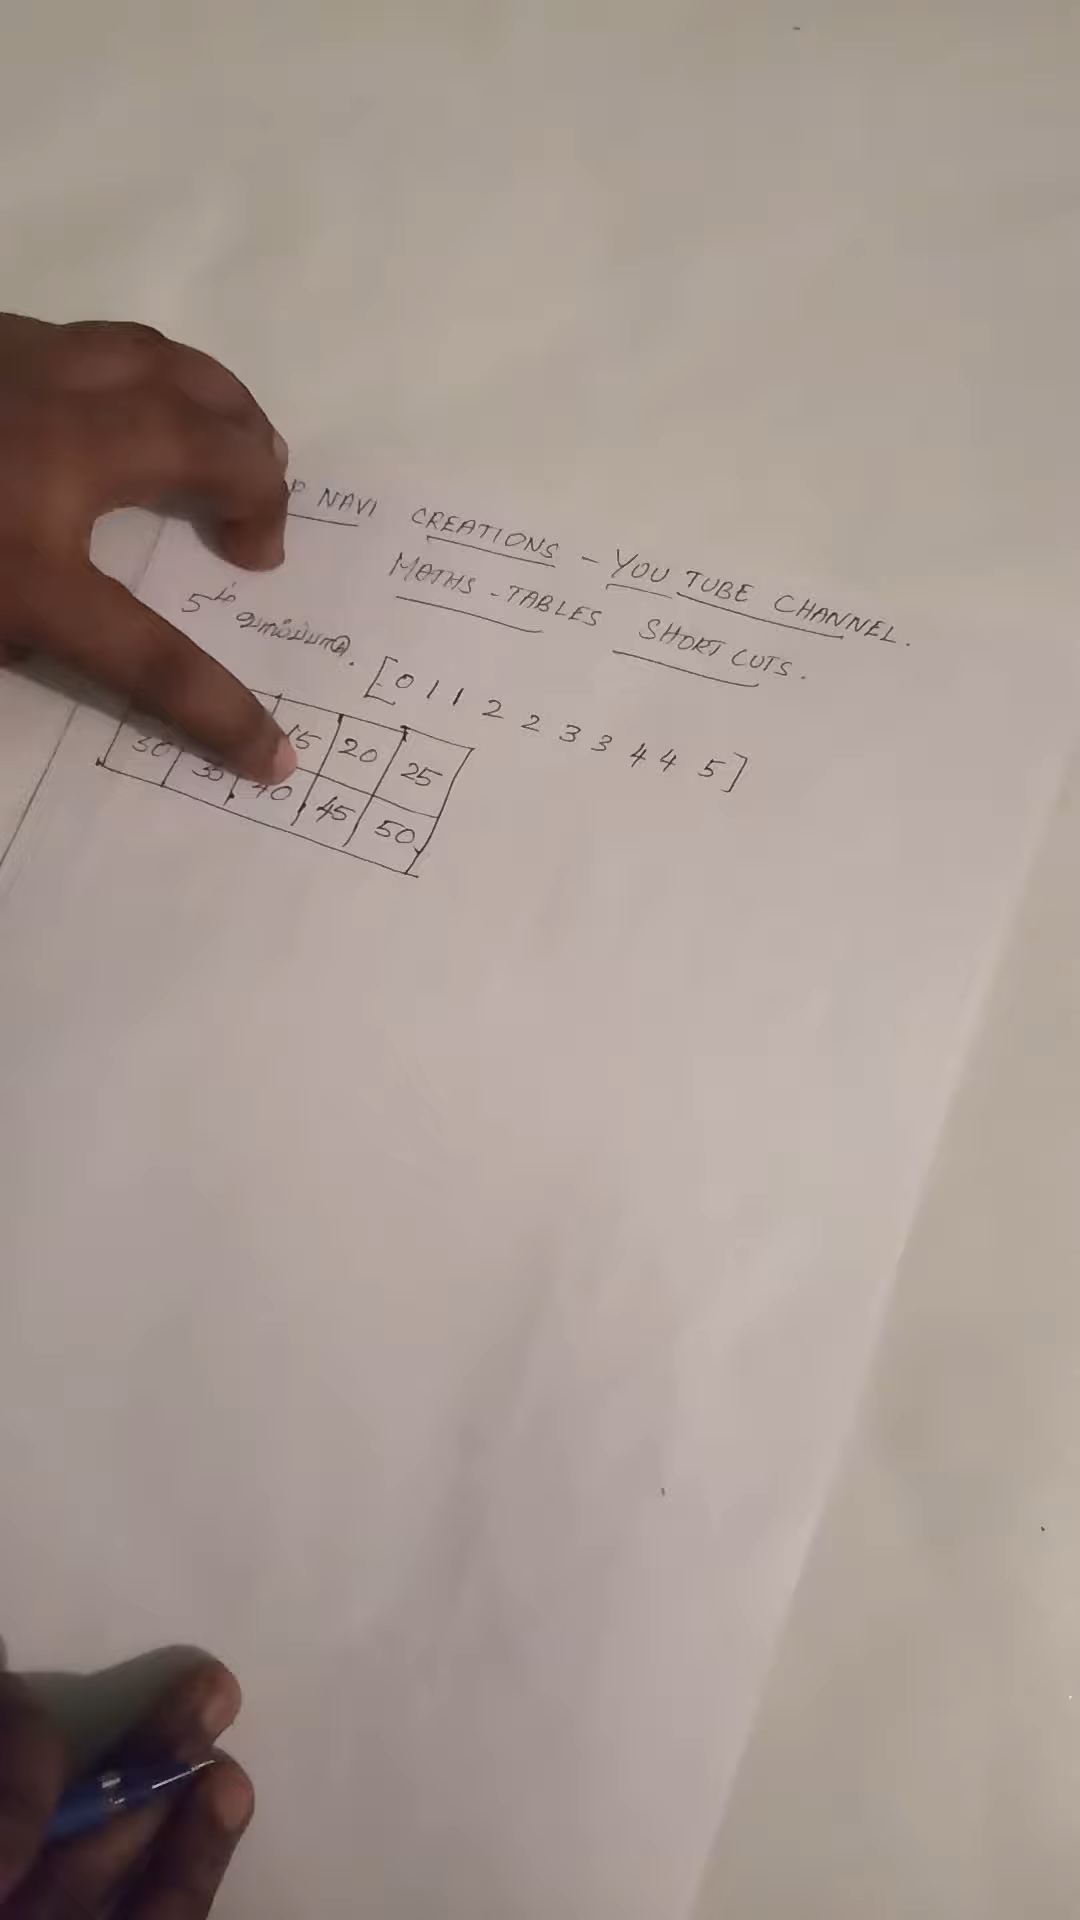 P NAVI CREATIONS - YOU TUBE CHANNEL.
MATHS - TABLES SHORT CUTS.
5ம் வாய்ப்பாடு. [0 1 1 2 2 3 3 4 4 5]
15 20 25
30 35 40 45 50